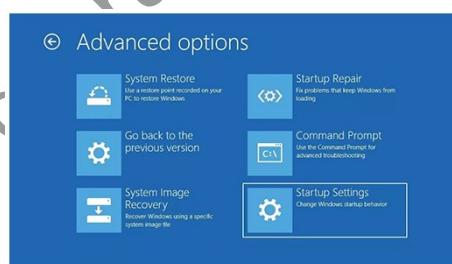 Advanced options
System Restore
Use a restore point recorded on your
PC to restore Windows
Startup Repair
Fix problems that keep Windows from
loading
Go back to the
previous version
C:\
Command Prompt
Use the Command Prompt for
advanced troubleshooting
System Image
Recovery
Recover Windows using a specific
system image file
Startup Settings
Change Windows startup behavior